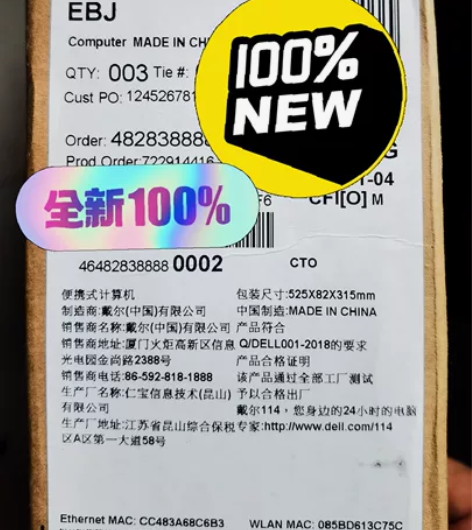 EBJ
Computer MADE IN CH
100%
NEW
QTY: 003 Tie #:
Cust PO: 124526781
Order: 482838888
Prod.Order:722914416
全新100%
-04
F6
CFI[O] M
46482838888 0002
CTO
便携式计算机
制造商:戴尔(中国)有限公司
销售商名称:戴尔(中国)有限公司
销售商地址:厦门火炬高新区信息
光电园金尚路2388号
销售商电话:86-592-818-1888
生产厂名称:仁宝信息技术(昆山)
有限公司
生产厂地址:江苏省昆山综合保税
区A区第一大道58号
包装尺寸:525X82X315mm
中国制造:MADE IN CHINA
产品符合
Q/DELL001-2018的要求
产品合格证明
该产品通过全部工厂测试
予以合格出厂
戴尔114，您身边的24小时的电脑
专家:http://www.dell.com/114
Ethernet MAC: CC483A68C6B3
WLAN MAC: 085BD613C75C